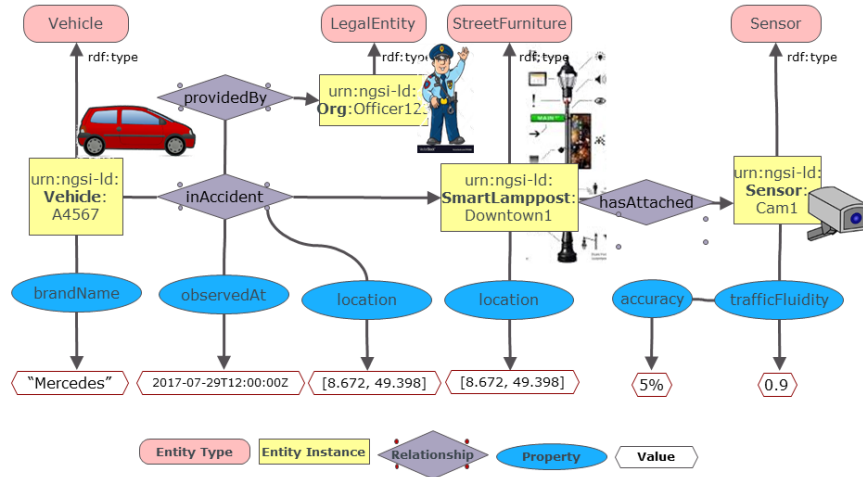 Vehicle
LegalEntity
StreetFurniture
Sensor
rdf:type
rdf:type
rdf:type
rdf:type
providedBy
urn:ngsi-ld:
Org:Officer123
MAIN
urn:ngsi-ld:
Vehicle:
A4567
inAccident
urn:ngsi-ld:
SmartLamppost:
Downtown1
hasAttached
urn:ngsi-ld:
Sensor:
Cam1
brandName
observedAt
location
location
accuracy
trafficFluidity
“Mercedes”
2017-07-29T12:00:00Z
[8.672, 49.398]
[8.672, 49.398]
5%
0.9
Entity Type
Entity Instance
Relationship
Property
Value